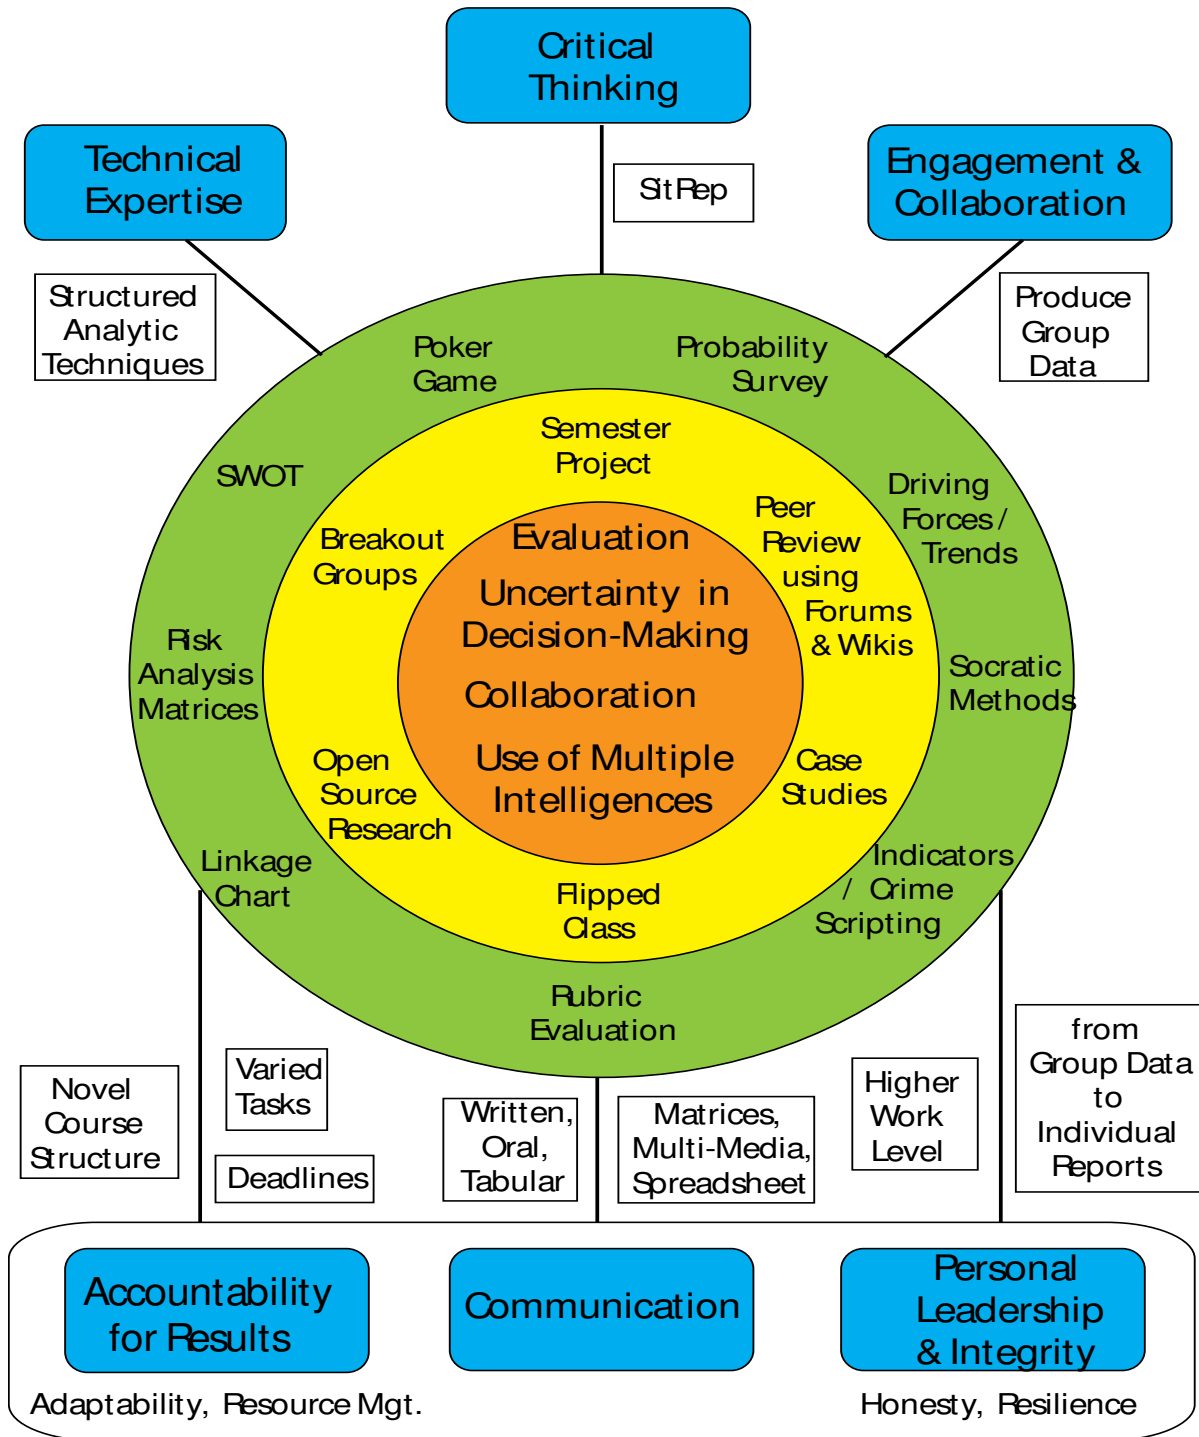 Critical
Thinking
Technical
Expertise
Engagement &
Collaboration
SitRep
Structured
Analytic
Techniques
Produce
Group
Data
Poker
Game
Probability
Survey
SWOT
Driving
Forces /
Trends
Risk
Analysis
Matrices
Socratic
Methods
Linkage
Chart
Indicators
/ Crime
Scripting
Rubric
Evaluation
Semester
Project
Breakout
Groups
Peer
Review
using
Forums
& Wikis
Open
Source
Research
Case
Studies
Flipped
Class
Evaluation
Uncertainty in
Decision-Making
Collaboration
Use of Multiple
Intelligences
Novel
Course
Structure
Varied
Tasks
Deadlines
Written,
Oral,
Tabular
Matrices,
Multi-Media,
Spreadsheet
Higher
Work
Level
from
Group Data
to
Individual
Reports
Accountability
for Results
Communication
Personal
Leadership
& Integrity
Adaptability, Resource Mgt.
Honesty, Resilience